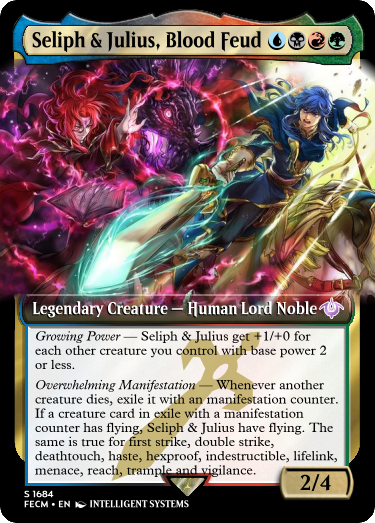 Seliph & Julius, Blood Feud
Legendary Creature — Human Lord Noble
Growing Power — Seliph & Julius get +1/+0 for
each other creature you control with base power 2
or less.
Overwhelming Manifestation — Whenever another
creature dies, exile it with a manifestation counter.
If a creature card in exile with a manifestation
counter has flying, Seliph & Julius have flying. The
same is true for first strike, double strike,
deathtouch, haste, hexproof, indestructible, lifelink,
menace, reach, trample and vigilance.
2/4
S 1684
FECM • EN INTELLIGENT SYSTEMS